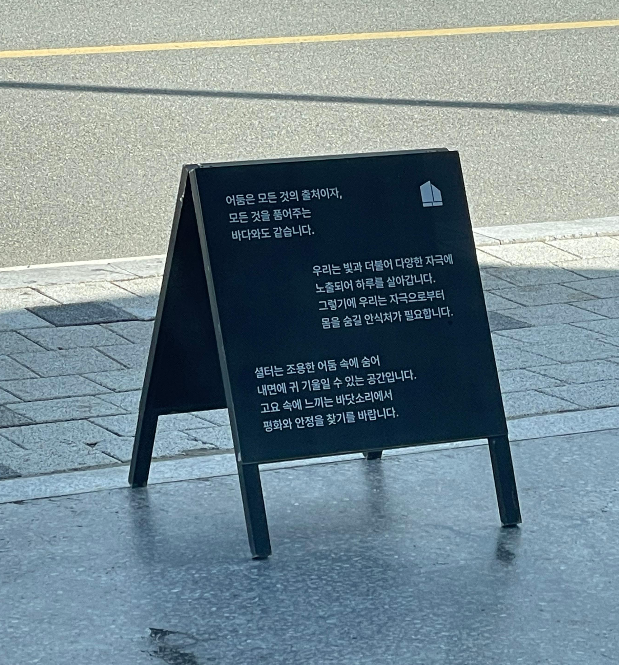 어둠은 모든 것의 출처이자,
모든 것을 품어주는
바다와도 같습니다.
우리는 빛과 더불어 다양한 자극에
노출되어 하루를 살아갑니다.
그렇기에 우리는 자극으로부터
몸을 숨길 안식처가 필요합니다.
셸터는 조용한 어둠 속에 숨어
내면에 귀 기울일 수 있는 공간입니다.
고요 속에 느끼는 바닷소리에서
평화와 안정을 찾기를 바랍니다.